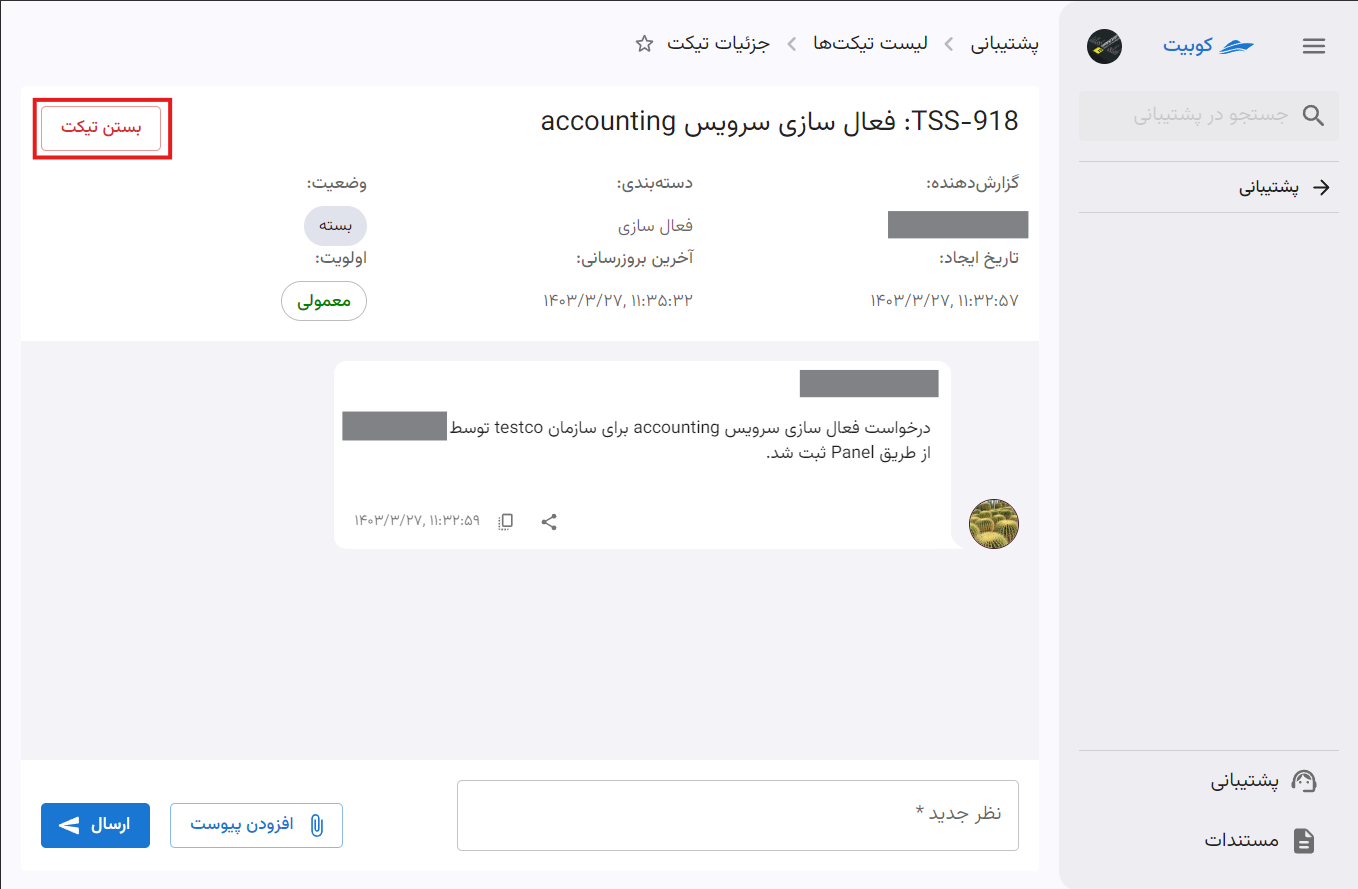 کوبیت
جستجو در پشتیبانی
پشتیبانی
پشتیبانی
مستندات
پشتیبانی
لیست تیکت‌ها
جزئیات تیکت
TSS-918: فعال سازی سرویس accounting
بستن تیکت
گزارش‌دهنده:
دسته‌بندی:
وضعیت:
فعال سازی
بسته
تاریخ ایجاد:
آخرین بروزرسانی:
اولویت:
۱۴۰۳/۳/۲۷, ۱۱:۳۲:۵۷
۱۴۰۳/۳/۲۷, ۱۱:۳۵:۳۲
معمولی
درخواست فعال سازی سرویس accounting برای سازمان testco توسط
از طریق Panel ثبت شد.
۱۴۰۳/۳/۲۷, ۱۱:۳۲:۵۹
نظر جدید *
افزودن پیوست
ارسال